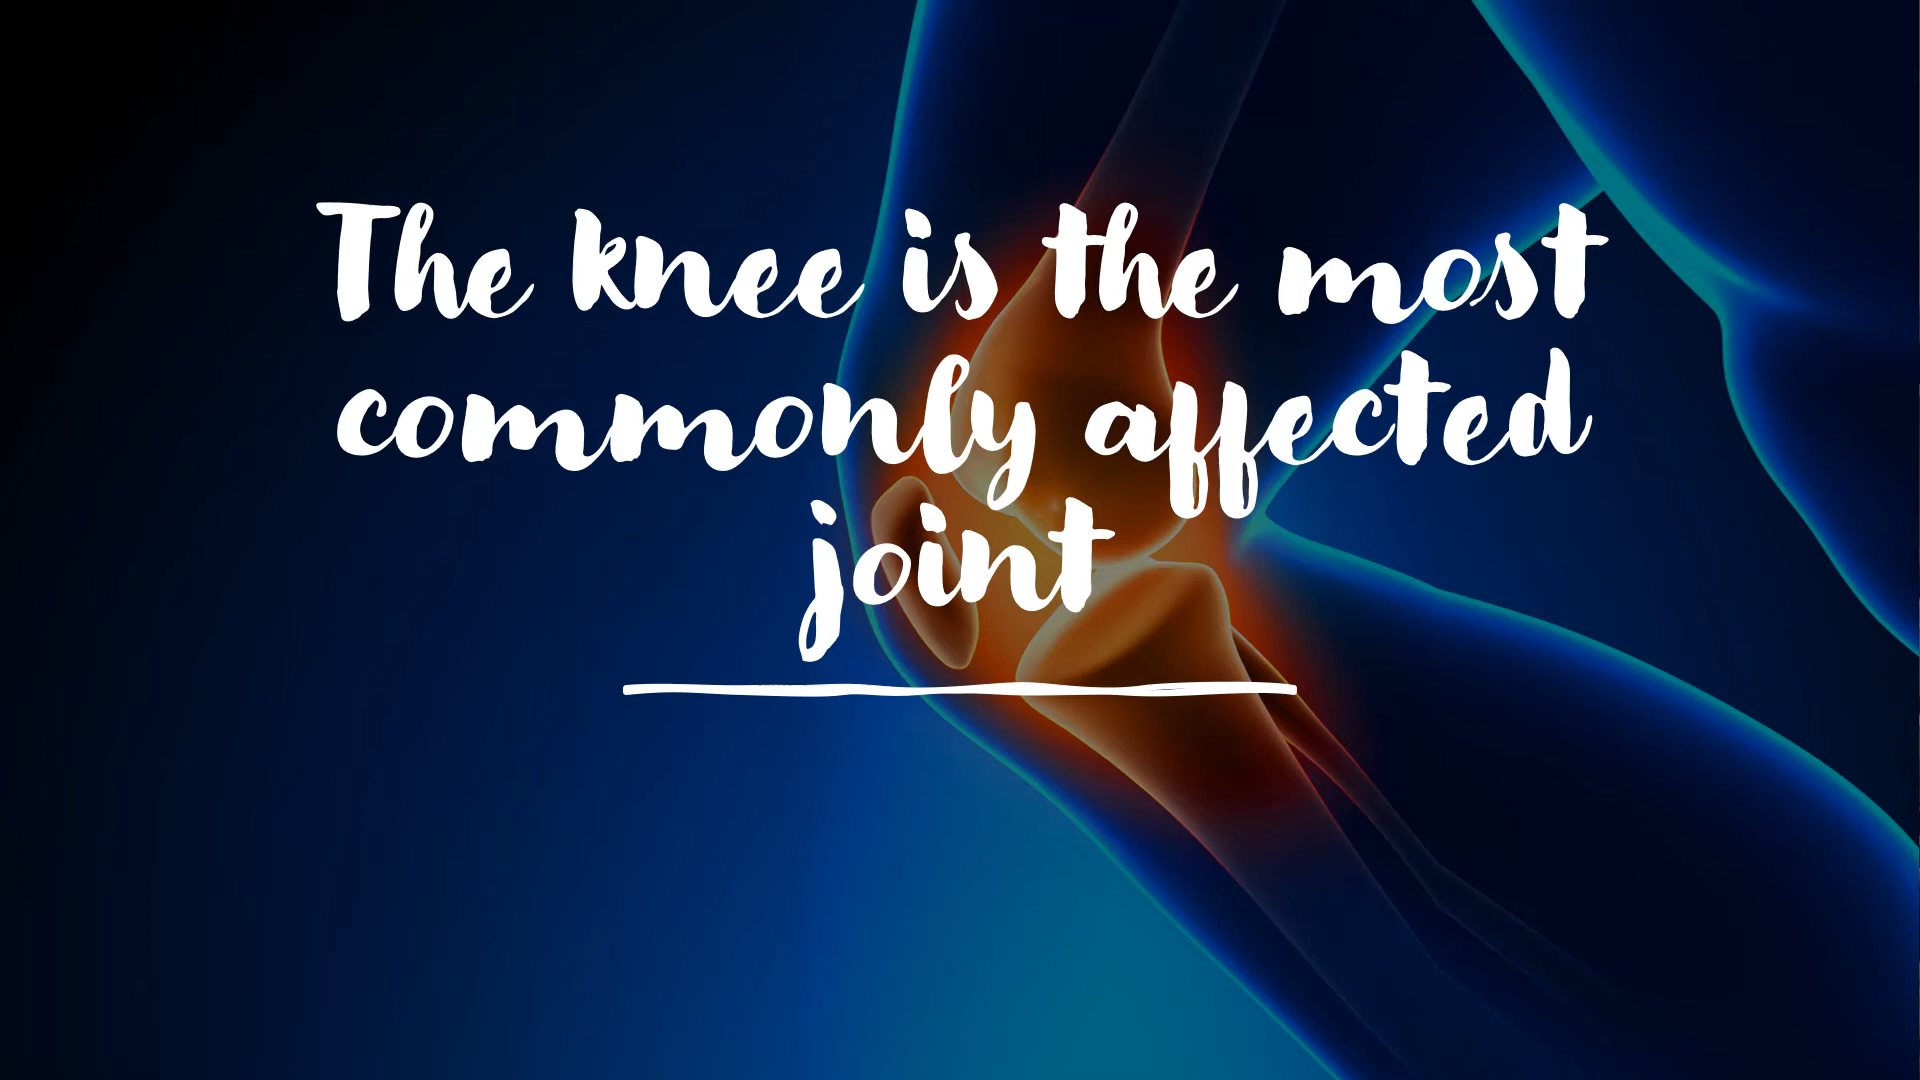 The knee is the most
commonly affected
joint